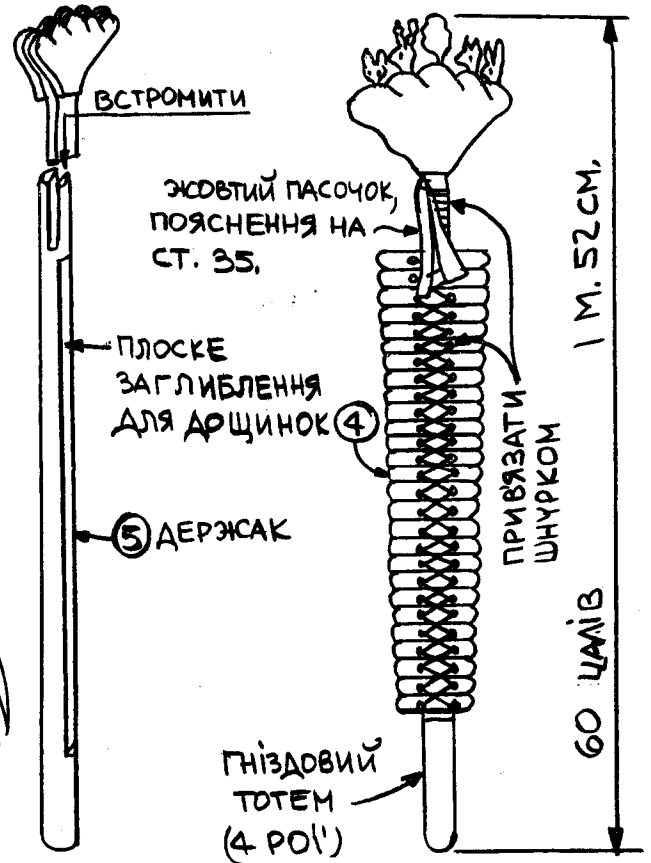 ВСТРОМИТИ
ЖОВТИЙ ПАСОЧОК,
ПОЯСНЕННЯ НА
СТ. 35.
ПЛОСКЕ
ЗАГЛИБЛЕННЯ
ДЛЯ ДОЩИНОК 4
5 ДЕРЖАК
ПРИВ'ЯЗАТИ
ШНУРКОМ
1 М. 52 СМ.
60 ЦАЛІВ
ГНІЗДОВИЙ
ТОТЕМ
(4 РОЇ)